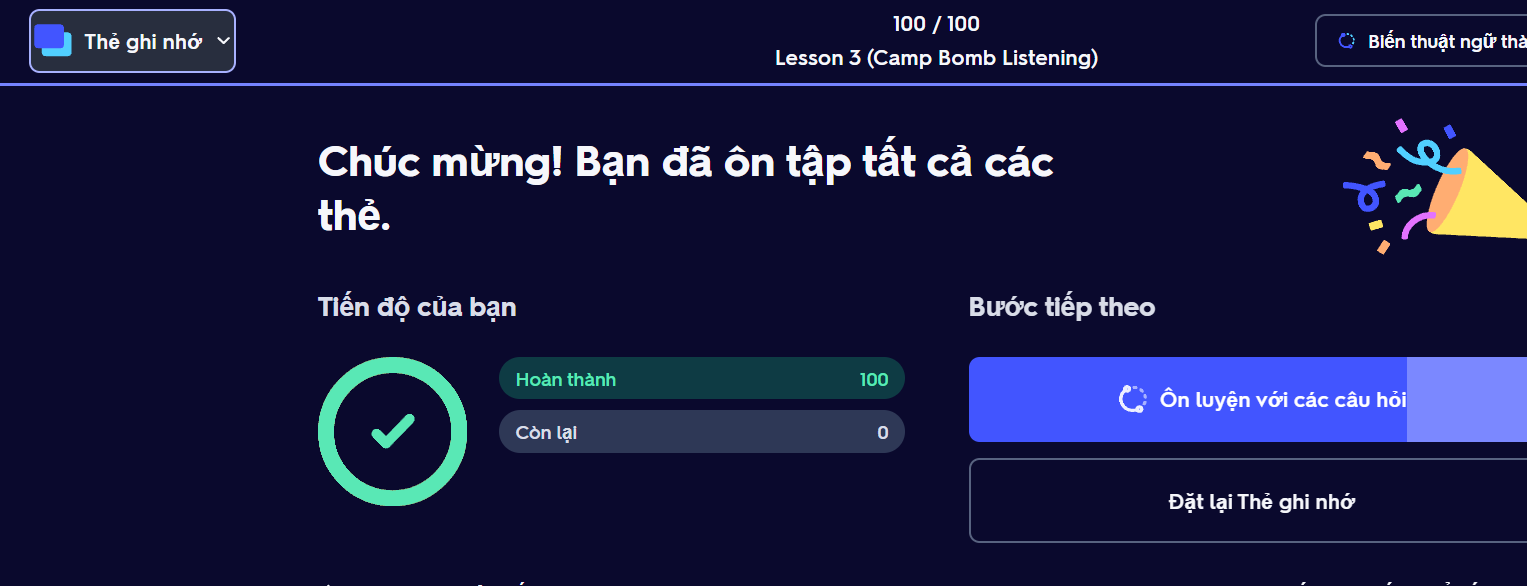 Thẻ ghi nhớ
100 / 100
Lesson 3 (Camp Bomb Listening)
Biến thuật ngữ
Chúc mừng! Bạn đã ôn tập tất cả các
thẻ.
Tiến độ của bạn
Hoàn thành 100
Còn lại 0
Bước tiếp theo
Ôn luyện với các câu hỏi
Đặt lại Thẻ ghi nhớ